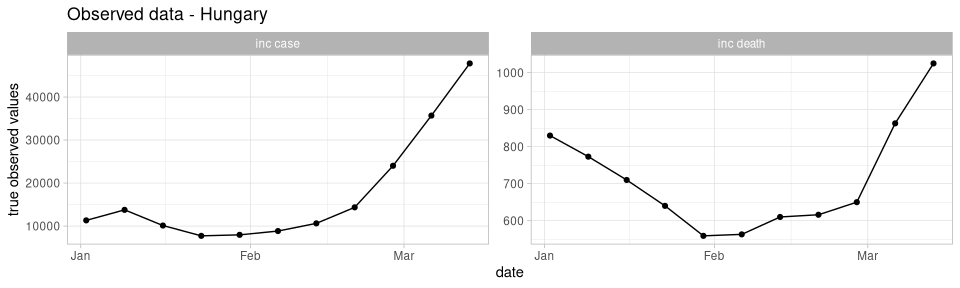 Observed data - Hungary
inc case
inc death
true observed values
40000
30000
20000
10000
1000
900
800
700
600
Jan
Feb
Mar
Jan
Feb
Mar
date